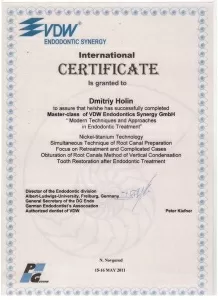 VDW
ENDODONTIC SYNERGY
International
CERTIFICATE
Is granted to
Dmitriy Holin
to assure that he/she has successfully completed
Master-class of VDW Endodontics Synergy GmbH
"Modern Techniques and Approaches
in Endodontic Treatment"
Nickel-titanium Technology
Simultaneous Technique of Root Canal Preparation
Focus on Retreatment and Complicated Cases
Obturation of Root Canals Method of Vertical Condensation
Tooth Restoration after Endodontic Treatment
Director of the Endodontic division
Albert-Ludwigs-University, Freiburg, Germany
General Secretary of the DG Endo
German Endodontist's Assosoation
Authorized dentist of VDW
Peter Kiefner
N. Novgorod
15-16 MAY 2011